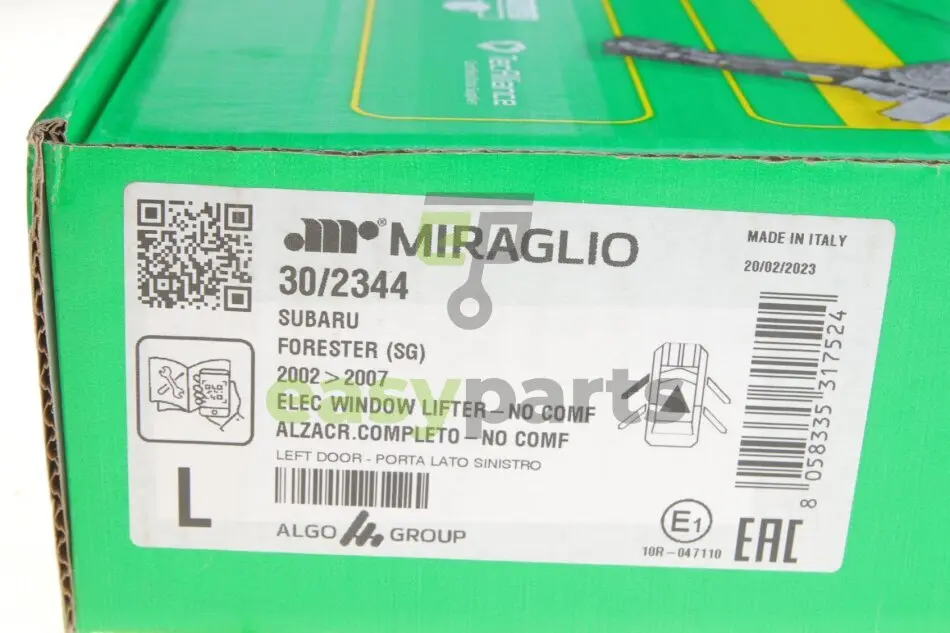 TecAlliance
MIRAGLIO
MADE IN ITALY
30/2344
20/02/2023
SUBARU
FORESTER (SG)
2002 > 2007
easyparts
ELEC WINDOW LIFTER – NO COMF
ALZACR.COMPLETO – NO COMF
LEFT DOOR - PORTA LATO SINISTRO
L
ALGO GROUP
8 058335 317524
E1
10R-047110
EAC